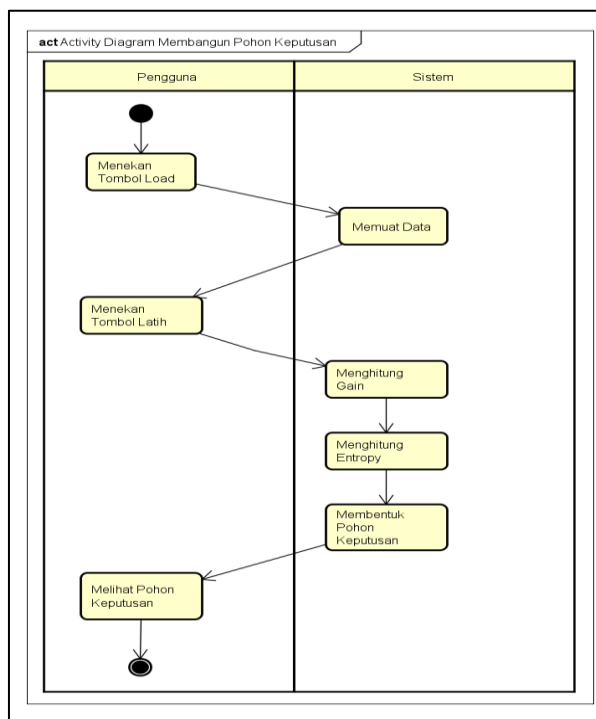 act Activity Diagram Membangun Pohon Keputusan
Pengguna
Sistem
Menekan
Tombol Load
Memuat Data
Menekan
Tombol Latih
Menghitung
Gain
Menghitung
Entropy
Membentuk
Pohon
Keputusan
Melihat Pohon
Keputusan